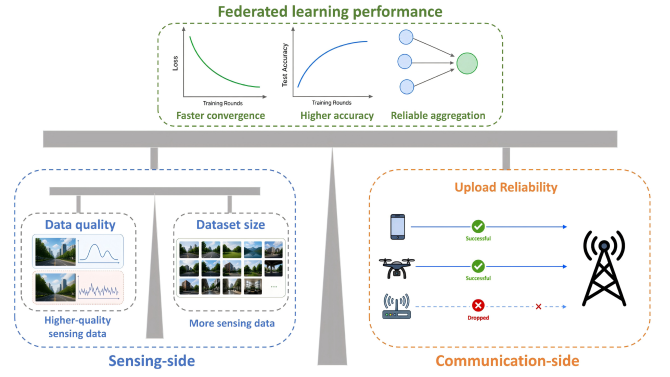 Federated learning performance
Loss
Training Rounds
Faster convergence
Test Accuracy
Training Rounds
Higher accuracy
Reliable aggregation
Data quality
Higher-quality
sensing data
Dataset size
...
More sensing data
Sensing-side
Upload Reliability
Successful
Successful
Dropped
Communication-side